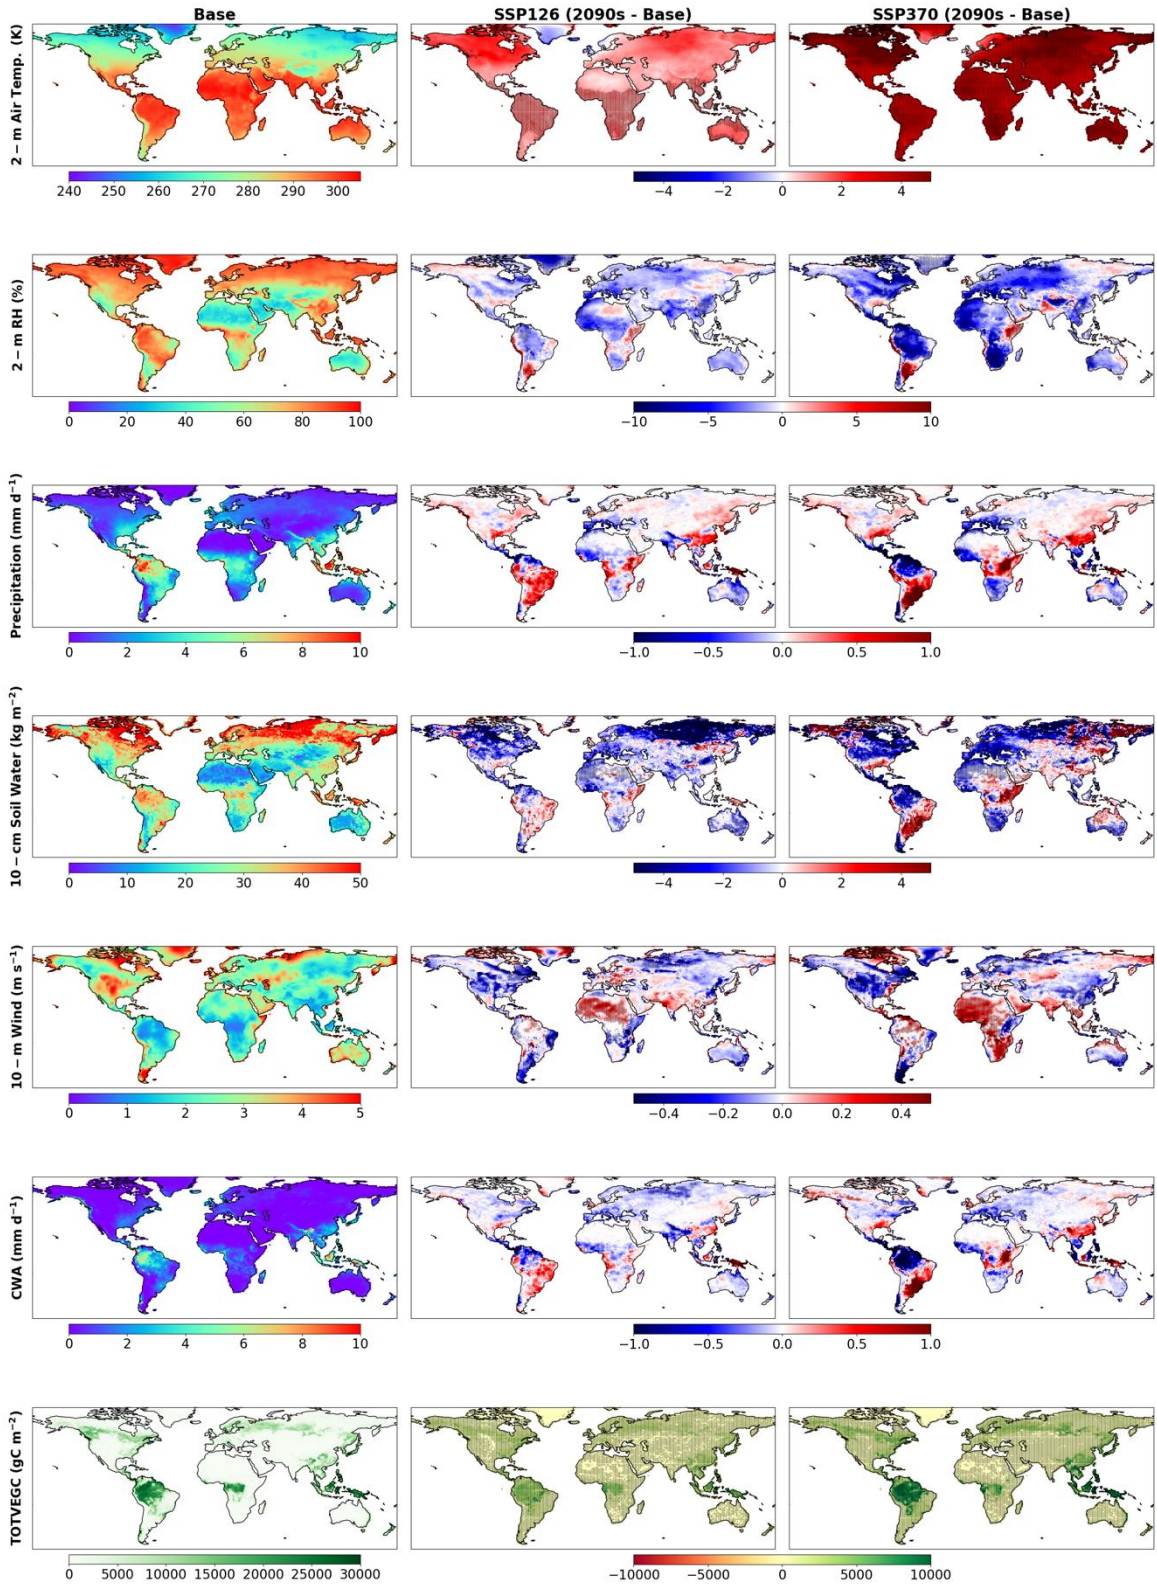 Base SSP126 (2090s - Base) SSP370 (2090s - Base)
2 − m Air Temp. (K)
240 250 260 270 280 290 300 −4 −2 0 2 4
2 − m RH (%)
0 20 40 60 80 100 −10 −5 0 5 10
Precipitation (mm d⁻¹)
0 2 4 6 8 10 −1.0 −0.5 0.0 0.5 1.0
10 − cm Soil Water (kg m⁻²)
0 10 20 30 40 50 −4 −2 0 2 4
10 − m Wind (m s⁻¹)
0 1 2 3 4 5 −0.4 −0.2 0.0 0.2 0.4
CWA (mm d⁻¹)
0 2 4 6 8 10 −1.0 −0.5 0.0 0.5 1.0
TOTVEGC (gC m⁻²)
0 5000 10000 15000 20000 25000 30000 −10000 −5000 0 5000 10000